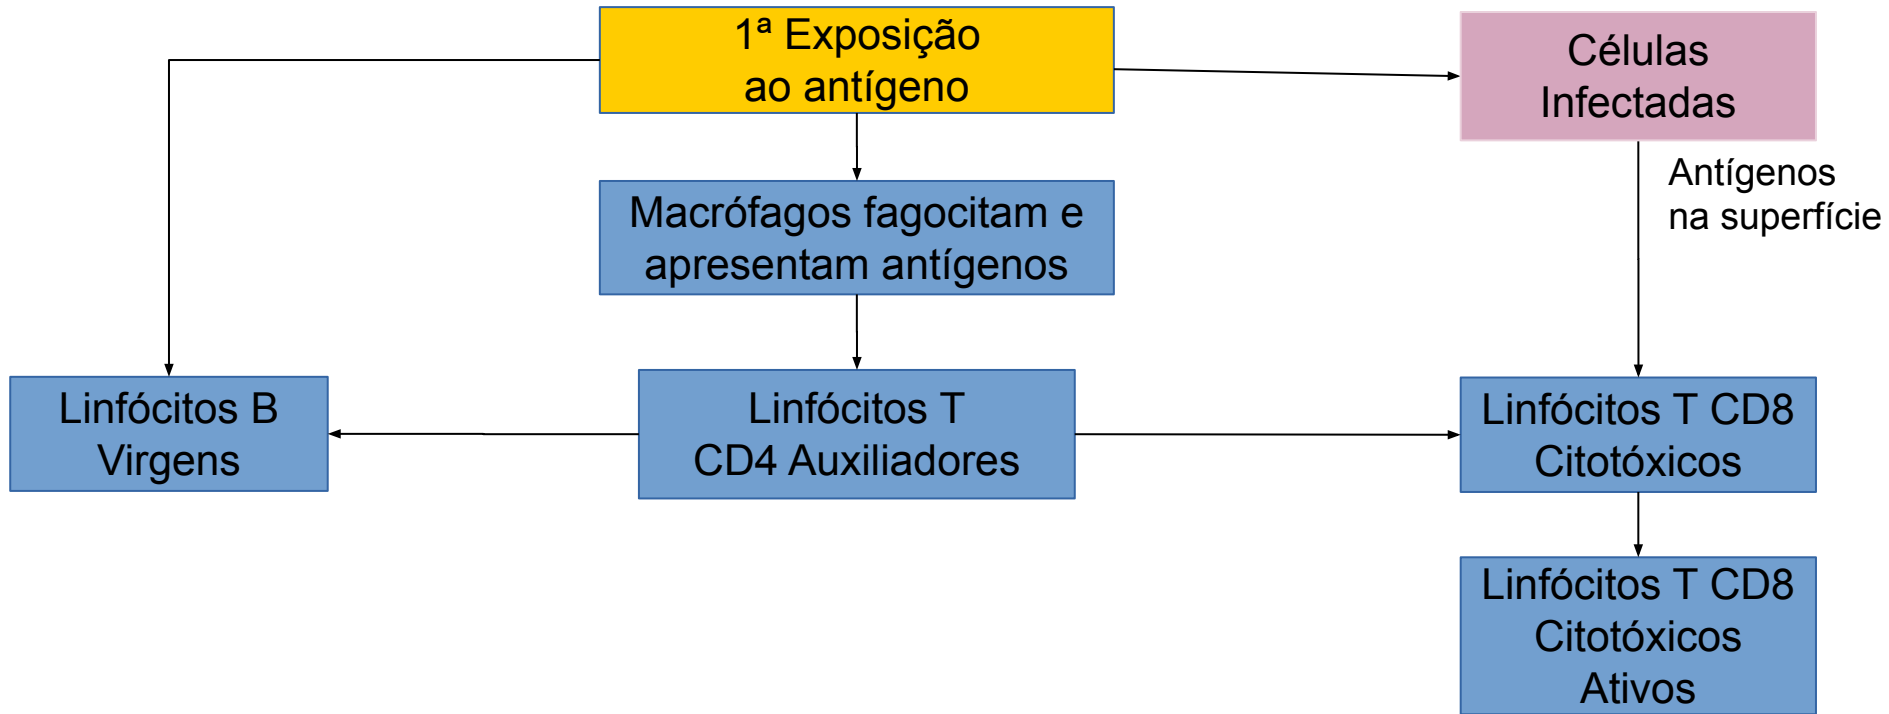 1ª Exposição
ao antígeno
Células
Infectadas
Antígenos
na superfície
Macrófagos fagocitam e
apresentam antígenos
Linfócitos B
Virgens
Linfócitos T
CD4 Auxiliadores
Linfócitos T CD8
Citotóxicos
Linfócitos T CD8
Citotóxicos
Ativos